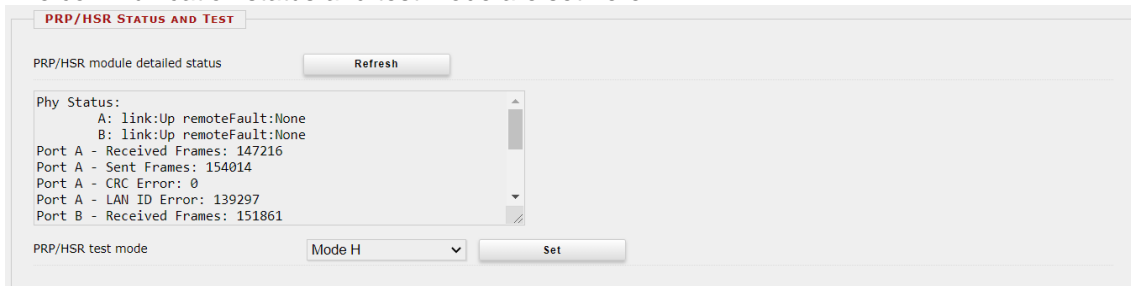 PRP/HSR STATUS AND TEST
PRP/HSR module detailed status
Refresh
Phy Status:
A: link:Up remoteFault:None
B: link:Up remoteFault:None
Port A - Received Frames: 147216
Port A - Sent Frames: 154014
Port A - CRC Error: 0
Port A - LAN ID Error: 139297
Port B - Received Frames: 151861
PRP/HSR test mode
Mode H
Set